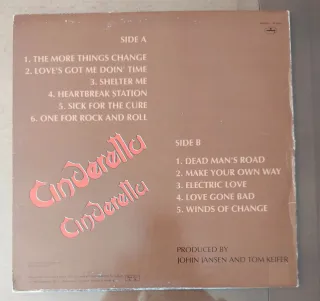 SIDE A
1. THE MORE THINGS CHANGE
2. LOVE'S GOT ME DOIN' TIME
3. SHELTER ME
4. HEARTBREAK STATION
5. SICK FOR THE CURE
6. ONE FOR ROCK AND ROLL
Cinderella
Cinderella
SIDE B
1. DEAD MAN'S ROAD
2. MAKE YOUR OWN WAY
3. ELECTRIC LOVE
4. LOVE GONE BAD
5. WINDS OF CHANGE
PRODUCED BY
JOHN JANSEN AND TOM KEIFER